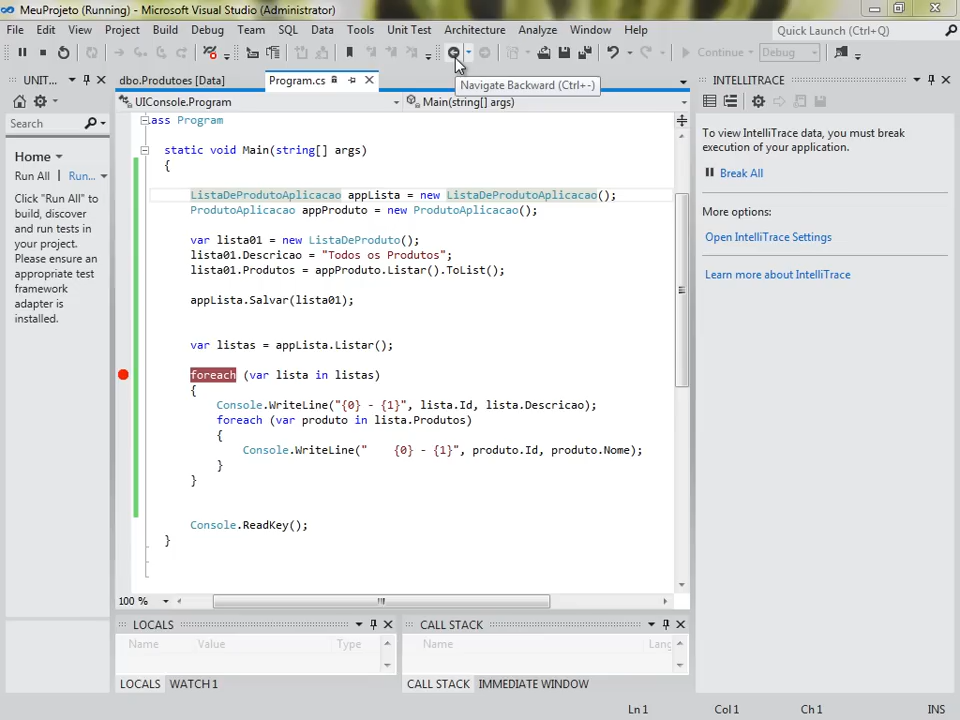 MeuProjeto (Running) - Microsoft Visual Studio (Administrator)
File Edit View Project Build Debug Team SQL Data Tools Unit Test Architecture Analyze Window Help
Quick Launch (Ctrl+Q)
Continue Debug
Navigate Backward (Ctrl+-)
UNIT...
Search
Home
Run All Run...
Click "Run All" to build, discover and run tests in your project. Please ensure an appropriate test framework adapter is installed.
dbo.Produtoes [Data] Program.cs
UIConsole.Program Main(string[] args)
ass Program
static void Main(string[] args)
{
ListaDeProdutoAplicacao appLista = new ListaDeProdutoAplicacao();
ProdutoAplicacao appProduto = new ProdutoAplicacao();
var lista01 = new ListaDeProduto();
lista01.Descricao = "Todos os Produtos";
lista01.Produtos = appProduto.Listar().ToList();
appLista.Salvar(lista01);
var listas = appLista.Listar();
foreach (var lista in listas)
{
Console.WriteLine("{0} - {1}", lista.Id, lista.Descricao);
foreach (var produto in lista.Produtos)
{
Console.WriteLine("    {0} - {1}", produto.Id, produto.Nome);
}
}
Console.ReadKey();
}
100 %
INTELLITRACE
To view IntelliTrace data, you must break
execution of your application.
Break All
More options:
Open IntelliTrace Settings
Learn more about IntelliTrace
LOCALS
Name Value Type
LOCALS WATCH 1
CALL STACK
Name Lang
CALL STACK IMMEDIATE WINDOW
Ln 1 Col 1 Ch 1 INS